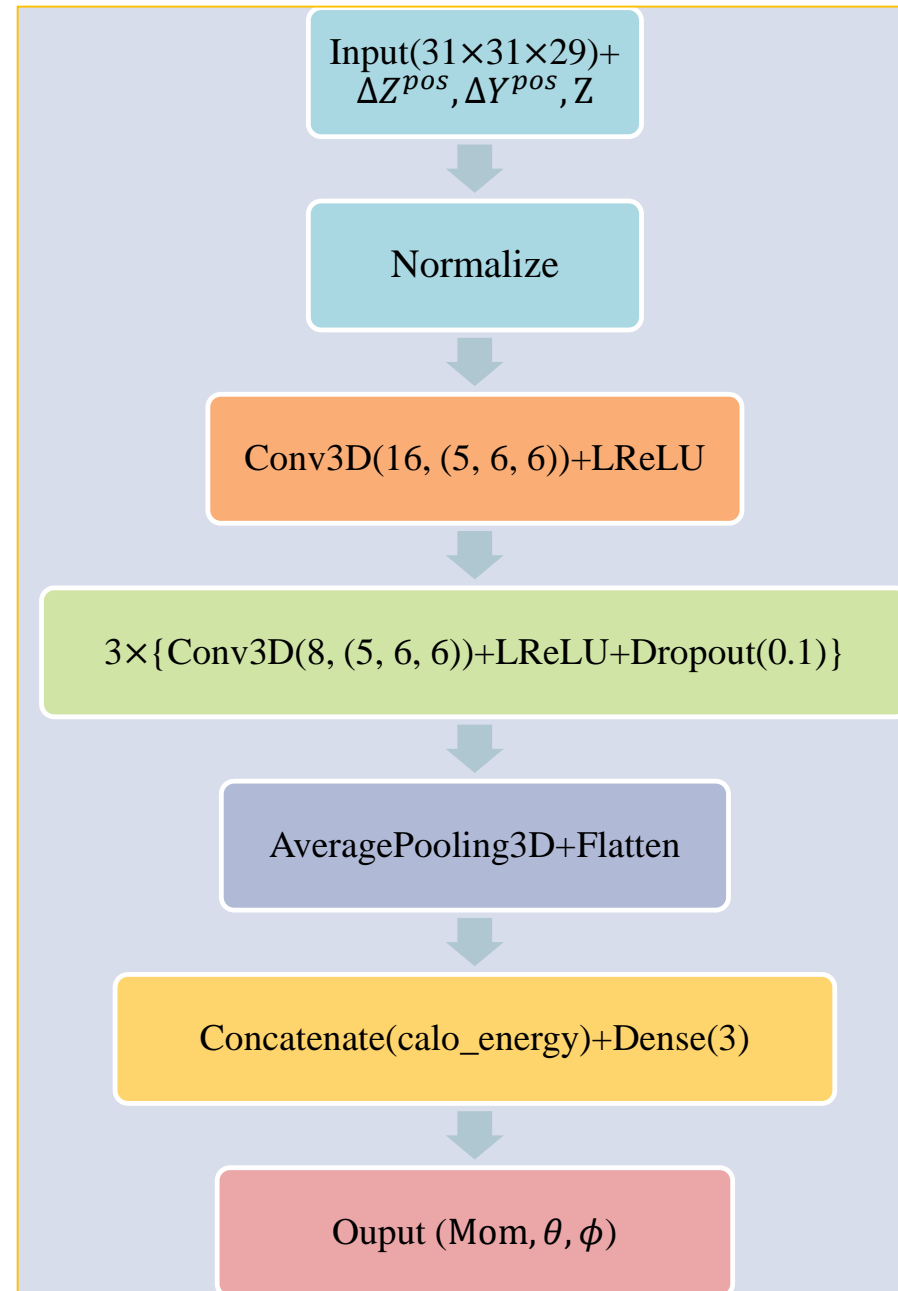 Input(31×31×29)+
ΔZ^pos, ΔY^pos, Z
Normalize
Conv3D(16, (5, 6, 6))+LReLU
3×{Conv3D(8, (5, 6, 6))+LReLU+Dropout(0.1)}
AveragePooling3D+Flatten
Concatenate(calo_energy)+Dense(3)
Ouput (Mom, θ, ϕ)